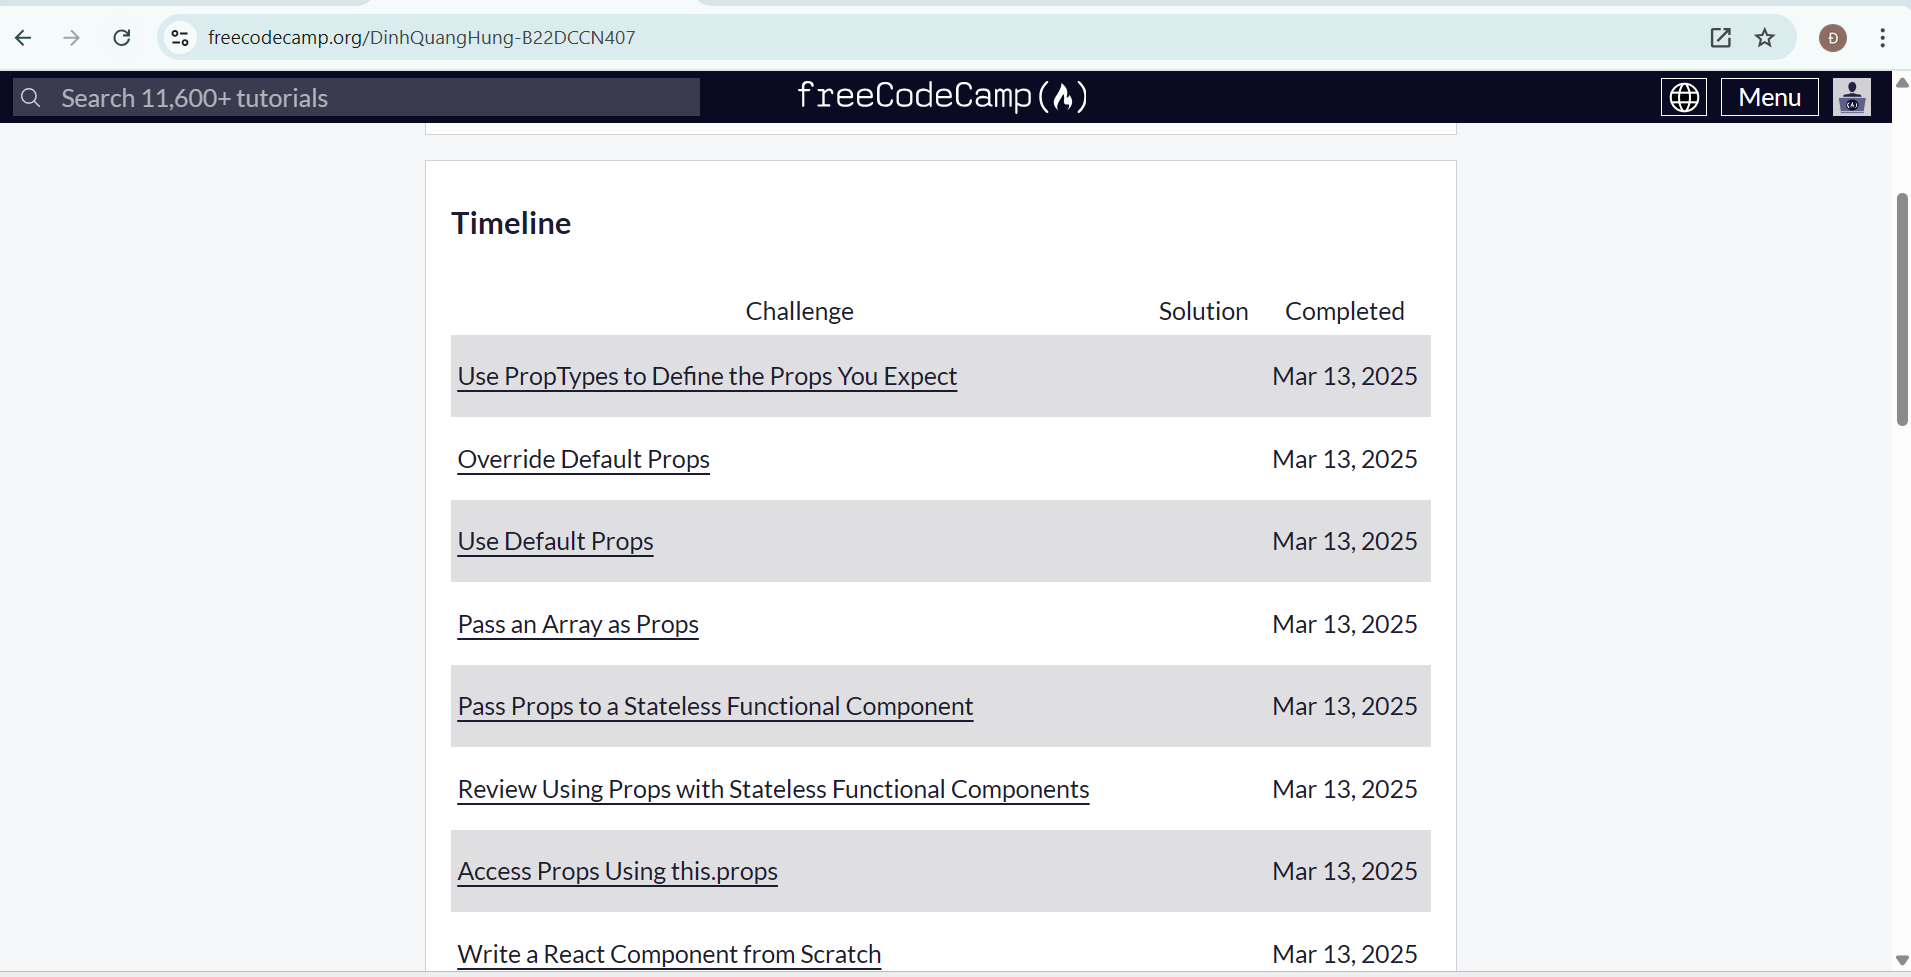 freecodecamp.org/DinhQuangHung-B22DCCN407
Đ
Search 11,600+ tutorials
freeCodeCamp(🔥)
Menu
Timeline
Challenge Solution Completed
Use PropTypes to Define the Props You Expect Mar 13, 2025
Override Default Props Mar 13, 2025
Use Default Props Mar 13, 2025
Pass an Array as Props Mar 13, 2025
Pass Props to a Stateless Functional Component Mar 13, 2025
Review Using Props with Stateless Functional Components Mar 13, 2025
Access Props Using this.props Mar 13, 2025
Write a React Component from Scratch Mar 13, 2025